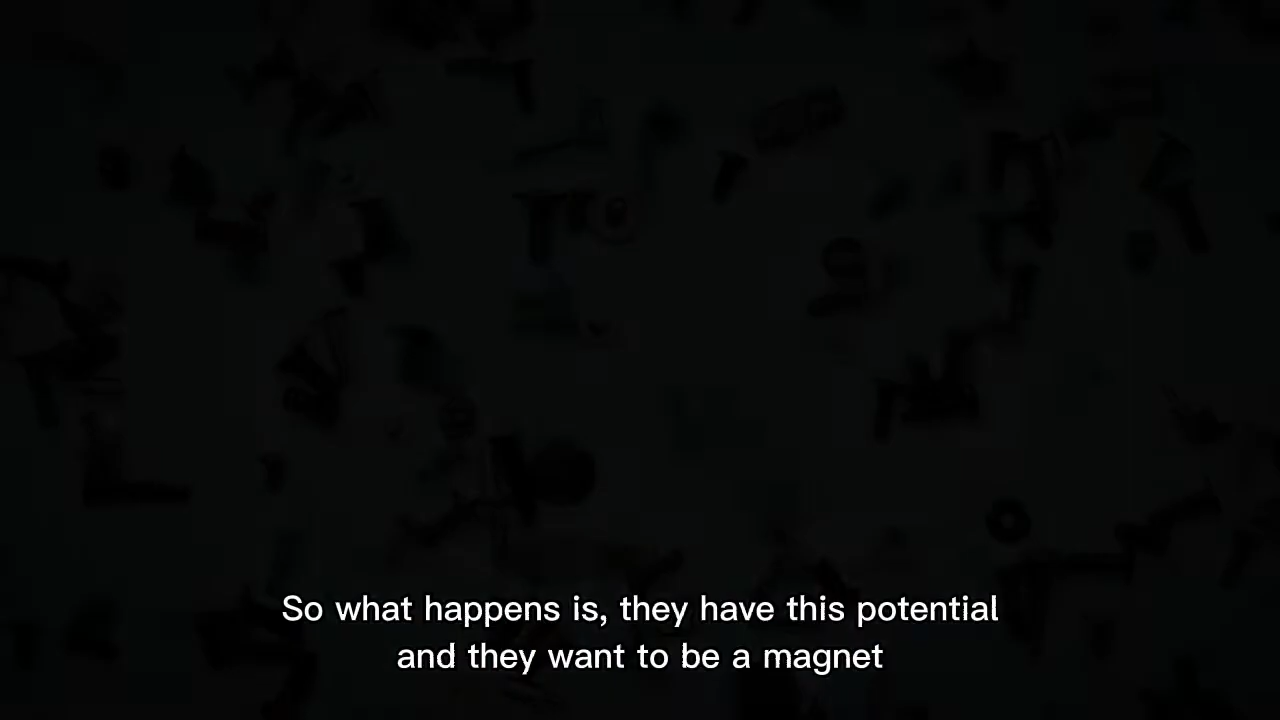 So what happens is, they have this potential
and they want to be a magnet